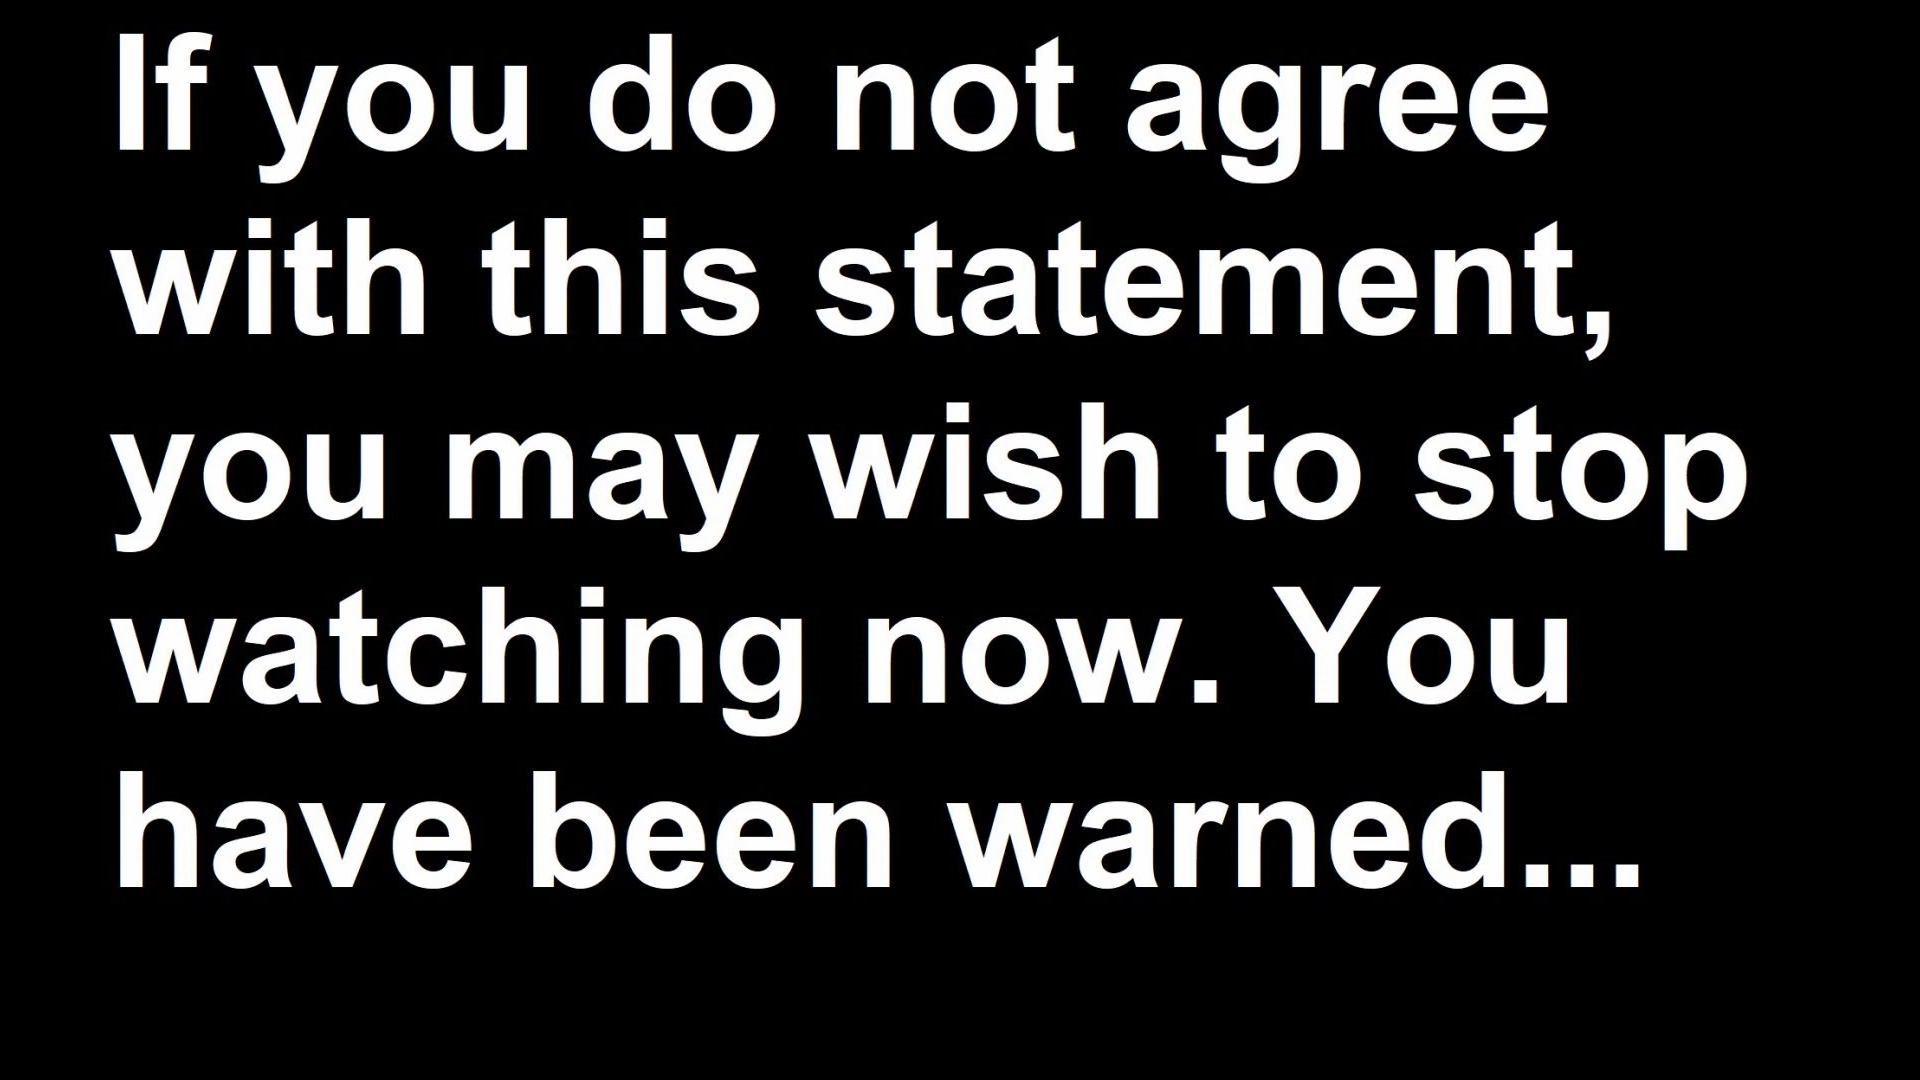 If you do not agree
with this statement,
you may wish to stop
watching now. You
have been warned...